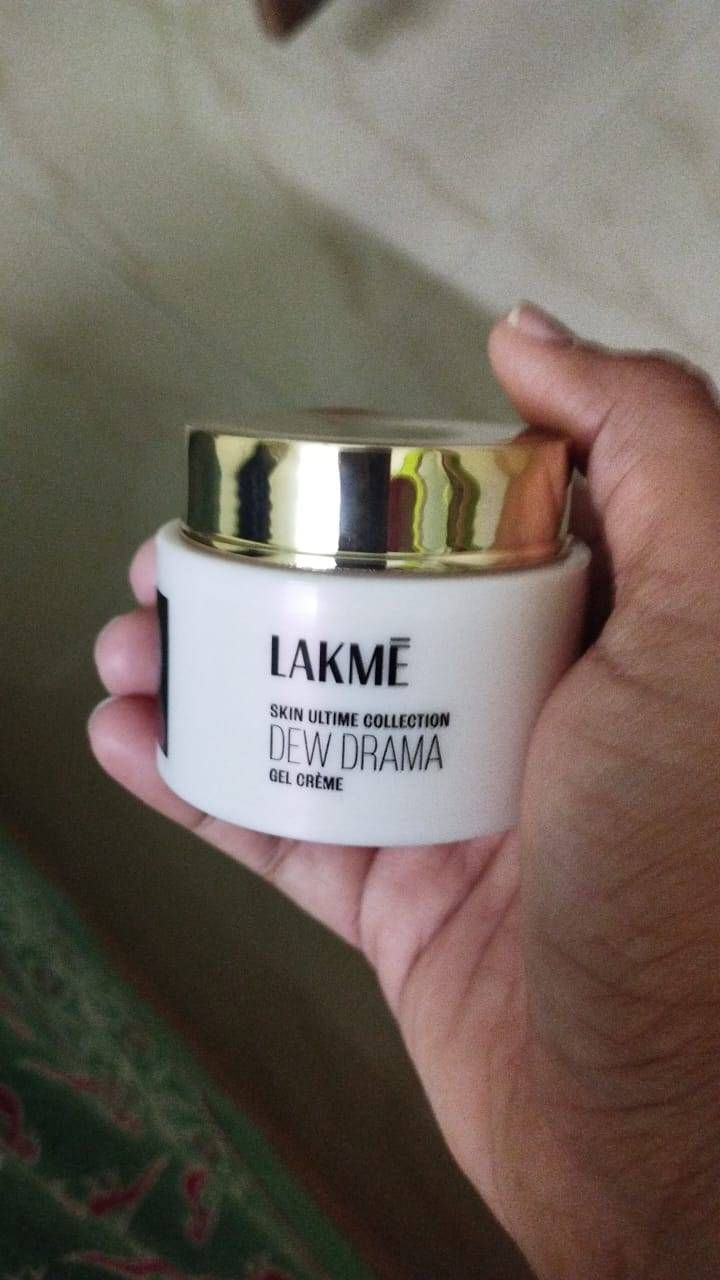 LAKMĒ
SKIN ULTIME COLLECTION
DEW DRAMA
GEL CRÈME